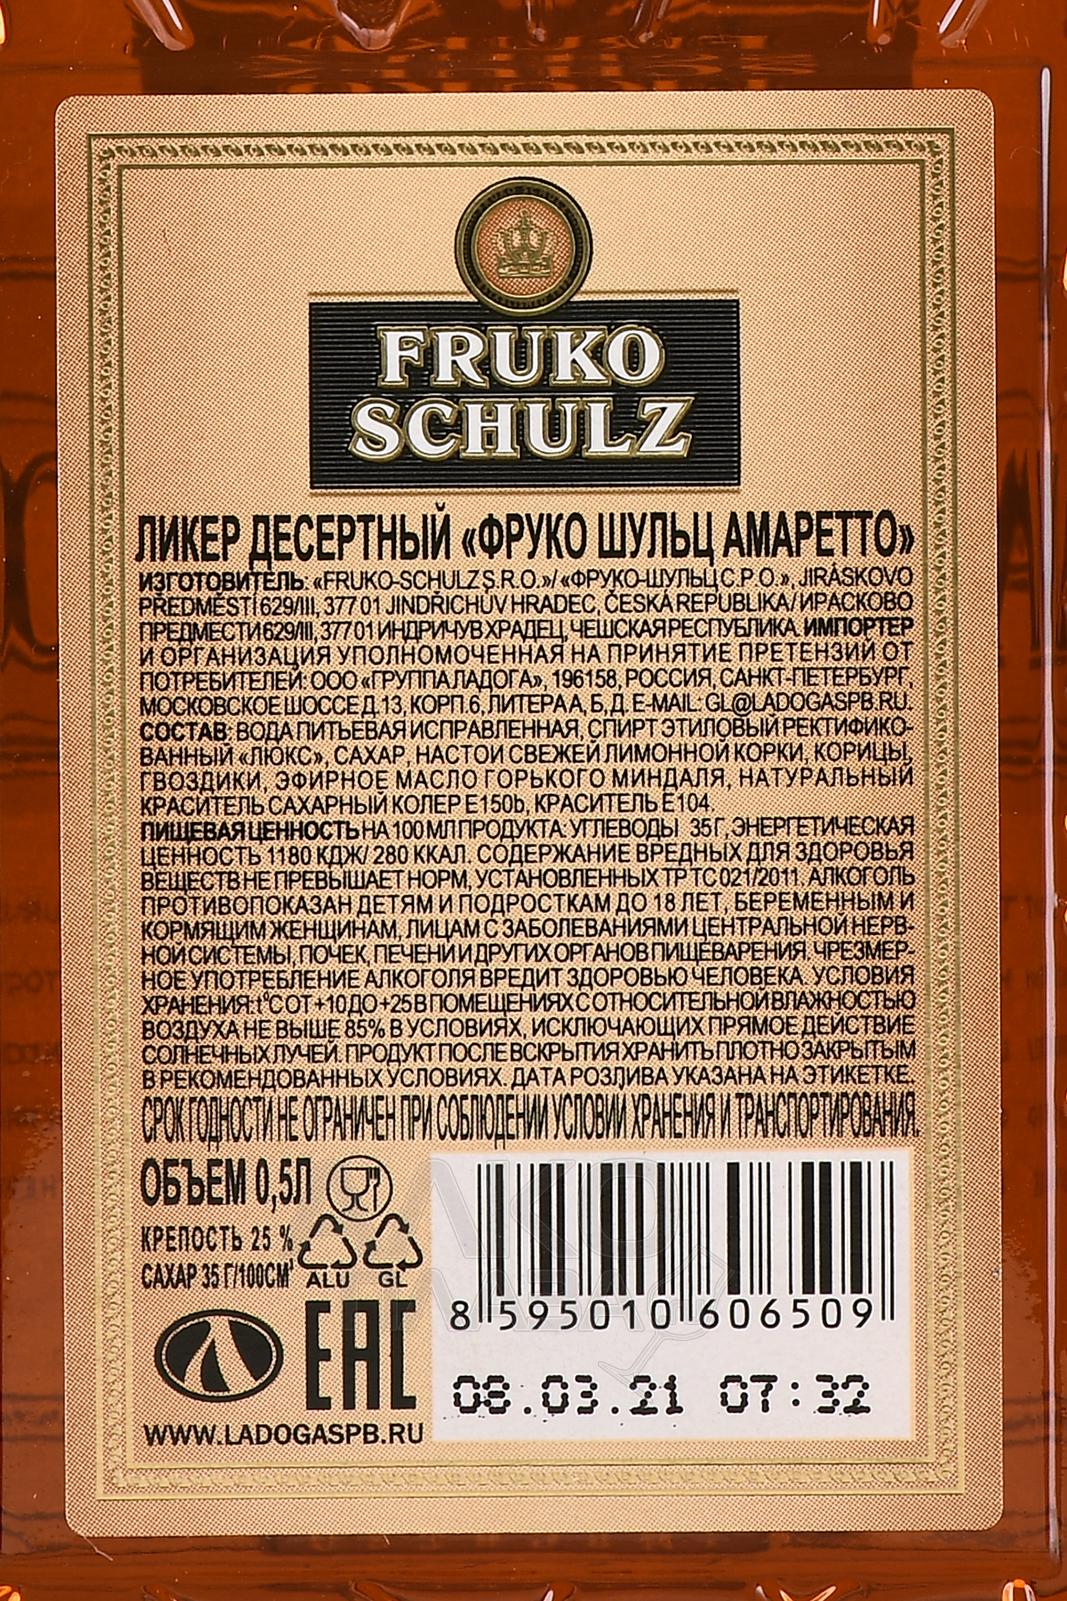 FRUKO
SCHULZ
ЛИКЕР ДЕСЕРТНЫЙ «ФРУКО ШУЛЬЦ АМАРЕТТО»
ИЗГОТОВИТЕЛЬ: «FRUKO-SCHULZ S.R.O.»/«ФРУКО-ШУЛЬЦ С.Р.О.», JIRÁSKOVO
PŘEDMĚSTÍ 629/III, 377 01 JINDŘICHŮV HRADEC, ČESKÁ REPUBLIKA/ ИРАСКОВО
ПРЕДМЕСТИ 629/III, 377 01 ИНДРИЧУВ ХРАДЕЦ, ЧЕШСКАЯ РЕСПУБЛИКА. ИМПОРТЕР
И ОРГАНИЗАЦИЯ УПОЛНОМОЧЕННАЯ НА ПРИНЯТИЕ ПРЕТЕНЗИЙ ОТ
ПОТРЕБИТЕЛЕЙ: ООО «ГРУППА ЛАДОГА», 196158, РОССИЯ, САНКТ-ПЕТЕРБУРГ,
МОСКОВСКОЕ ШОССЕ Д.13, КОРП.6, ЛИТЕРА А, Б, Д. E-MAIL: GL@LADOGASPB.RU.
СОСТАВ: ВОДА ПИТЬЕВАЯ ИСПРАВЛЕННАЯ, СПИРТ ЭТИЛОВЫЙ РЕКТИФИКО-
ВАННЫЙ «ЛЮКС», САХАР, НАСТОИ СВЕЖЕЙ ЛИМОННОЙ КОРКИ, КОРИЦЫ,
ГВОЗДИКИ, ЭФИРНОЕ МАСЛО ГОРЬКОГО МИНДАЛЯ, НАТУРАЛЬНЫЙ
КРАСИТЕЛЬ САХАРНЫЙ КОЛЕР Е150b, КРАСИТЕЛЬ Е104.
ПИЩЕВАЯ ЦЕННОСТЬ НА 100 МЛ ПРОДУКТА: УГЛЕВОДЫ 35 Г, ЭНЕРГЕТИЧЕСКАЯ
ЦЕННОСТЬ 1180 КДЖ/ 280 ККАЛ. СОДЕРЖАНИЕ ВРЕДНЫХ ДЛЯ ЗДОРОВЬЯ
ВЕЩЕСТВ НЕ ПРЕВЫШАЕТ НОРМ, УСТАНОВЛЕННЫХ ТР ТС 021/2011. АЛКОГОЛЬ
ПРОТИВОПОКАЗАН ДЕТЯМ И ПОДРОСТКАМ ДО 18 ЛЕТ, БЕРЕМЕННЫМ И
КОРМЯЩИМ ЖЕНЩИНАМ, ЛИЦАМ С ЗАБОЛЕВАНИЯМИ ЦЕНТРАЛЬНОЙ НЕРВ-
НОЙ СИСТЕМЫ, ПОЧЕК, ПЕЧЕНИ И ДРУГИХ ОРГАНОВ ПИЩЕВАРЕНИЯ. ЧРЕЗМЕР-
НОЕ УПОТРЕБЛЕНИЕ АЛКОГОЛЯ ВРЕДИТ ЗДОРОВЬЮ ЧЕЛОВЕКА. УСЛОВИЯ
ХРАНЕНИЯ: t°С ОТ +10 ДО +25 В ПОМЕЩЕНИЯХ С ОТНОСИТЕЛЬНОЙ ВЛАЖНОСТЬЮ
ВОЗДУХА НЕ ВЫШЕ 85% В УСЛОВИЯХ, ИСКЛЮЧАЮЩИХ ПРЯМОЕ ДЕЙСТВИЕ
СОЛНЕЧНЫХ ЛУЧЕЙ. ПРОДУКТ ПОСЛЕ ВСКРЫТИЯ ХРАНИТЬ ПЛОТНО ЗАКРЫТЫМ
В РЕКОМЕНДОВАННЫХ УСЛОВИЯХ. ДАТА РОЗЛИВА УКАЗАНА НА ЭТИКЕТКЕ.
СРОК ГОДНОСТИ НЕ ОГРАНИЧЕН ПРИ СОБЛЮДЕНИИ УСЛОВИИ ХРАНЕНИЯ И ТРАНСПОРТИРОВАНИЯ.
ОБЪЕМ 0,5Л
КРЕПОСТЬ 25 %
САХАР 35 Г/100СМ³
ALU GL
ЕАС
WWW.LADOGASPB.RU
8 595010 606509
08.03.21 07:32